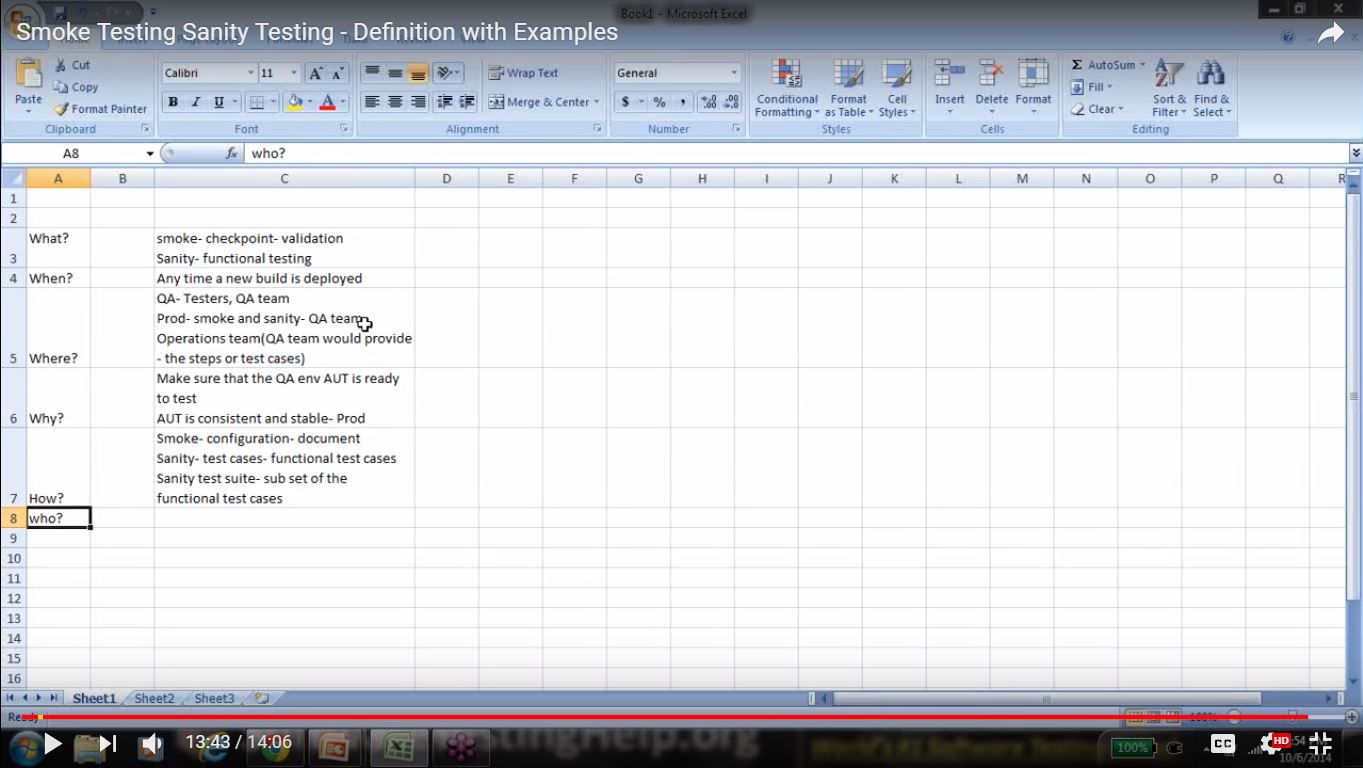 Book1 - Microsoft Excel
Smoke Testing Sanity Testing - Definition with Examples
Cut
Copy
Format Painter
Paste
Clipboard
Calibri
11
B I U
Font
Wrap Text
Merge & Center
Alignment
General
$ % ,
Number
Conditional Formatting
Format as Table
Cell Styles
Styles
Insert
Delete
Format
Cells
Σ AutoSum
Fill
Clear
Sort & Filter
Find & Select
Editing
A8
fx
who?
A B C D E F G H I J K L M N O P Q R
1
2
What? smoke- checkpoint- validation
3 Sanity- functional testing
4 When? Any time a new build is deployed
QA- Testers, QA team
Prod- smoke and sanity- QA team
Operations team(QA team would provide
5 Where? - the steps or test cases)
Make sure that the QA env AUT is ready
to test
6 Why? AUT is consistent and stable- Prod
Smoke- configuration- document
Sanity- test cases- functional test cases
Sanity test suite- sub set of the
7 How? functional test cases
8 who?
9
10
11
12
13
14
15
16
Sheet1 Sheet2 Sheet3
Ready
100%
13:43 / 14:06
100%
CC
HD
10/6/2014